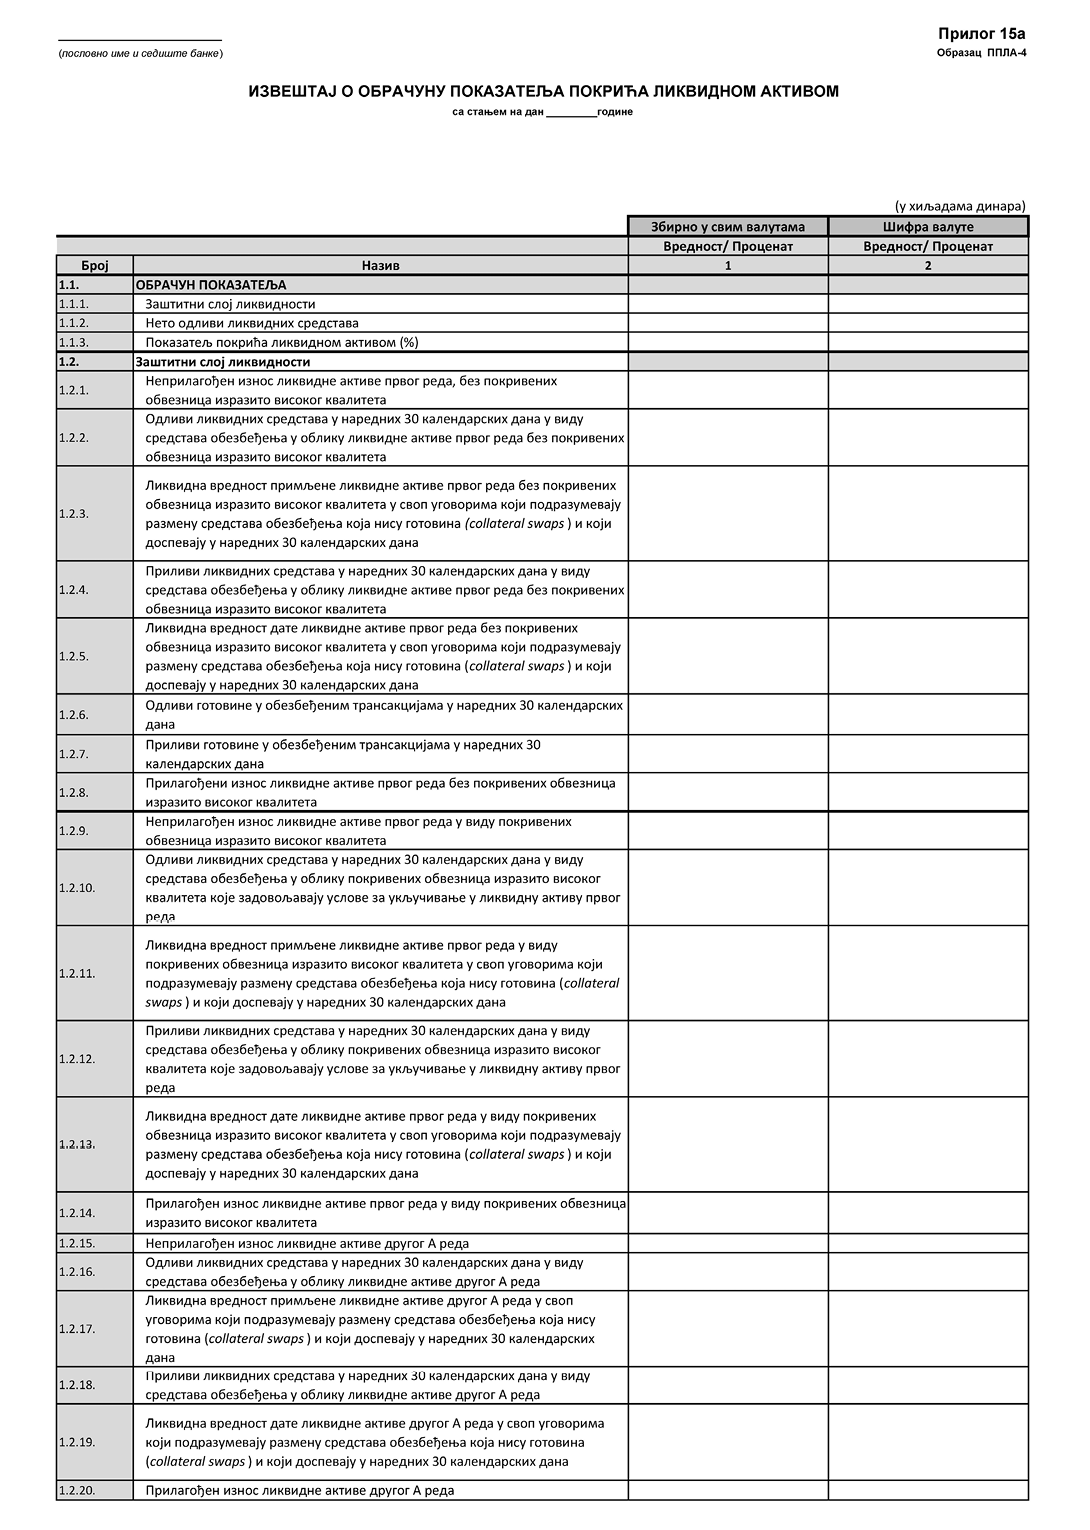 Прилог 15а
(пословно име и седиште банке)
Образац ППЛА-4
ИЗВЕШТАЈ О ОБРАЧУНУ ПОКАЗАТЕЉА ПОКРИЋА ЛИКВИДНОМ АКТИВОМ
са стањем на дан _________године
(у хиљадама динара)
Збирно у свим валутама Шифра валуте
Вредност/ Проценат Вредност/ Проценат
Број Назив 1 2
1.1. ОБРАЧУН ПОКАЗАТЕЉА
1.1.1. Заштитни слој ликвидности
1.1.2. Нето одливи ликвидних средстава
1.1.3. Показатељ покрића ликвидном активом (%)
1.2. Заштитни слој ликвидности
1.2.1. Неприлагођен износ ликвидне активе првог реда, без покривених
обвезница изразито високог квалитета
1.2.2. Одливи ликвидних средстава у наредних 30 календарских дана у виду
средстава обезбеђења у облику ликвидне активе првог реда без покривених
обвезница изразито високог квалитета
1.2.3. Ликвидна вредност примљене ликвидне активе првог реда без покривених
обвезница изразито високог квалитета у своп уговорима који подразумевају
размену средстава обезбеђења која нису готовина (collateral swaps ) и који
доспевају у наредних 30 календарских дана
1.2.4. Приливи ликвидних средстава у наредних 30 календарских дана у виду
средстава обезбеђења у облику ликвидне активе првог реда без покривених
обвезница изразито високог квалитета
1.2.5. Ликвидна вредност дате ликвидне активе првог реда без покривених
обвезница изразито високог квалитета у своп уговорима који подразумевају
размену средстава обезбеђења која нису готовина (collateral swaps ) и који
доспевају у наредних 30 календарских дана
1.2.6. Одливи готовине у обезбеђеним трансакцијама у наредних 30 календарских
дана
1.2.7. Приливи готовине у обезбеђеним трансакцијама у наредних 30
календарских дана
1.2.8. Прилагођени износ ликвидне активе првог реда без покривених обвезница
изразито високог квалитета
1.2.9. Неприлагођен износ ликвидне активе првог реда у виду покривених
обвезница изразито високог квалитета
1.2.10. Одливи ликвидних средстава у наредних 30 календарских дана у виду
средстава обезбеђења у облику покривених обвезница изразито високог
квалитета које задовољавају услове за укључивање у ликвидну активу првог
реда
1.2.11. Ликвидна вредност примљене ликвидне активе првог реда у виду
покривених обвезница изразито високог квалитета у своп уговорима који
подразумевају размену средстава обезбеђења која нису готовина (collateral
swaps ) и који доспевају у наредних 30 календарских дана
1.2.12. Приливи ликвидних средстава у наредних 30 календарских дана у виду
средстава обезбеђења у облику покривених обвезница изразито високог
квалитета које задовољавају услове за укључивање у ликвидну активу првог
реда
1.2.13. Ликвидна вредност дате ликвидне активе првог реда у виду покривених
обвезница изразито високог квалитета у своп уговорима који подразумевају
размену средстава обезбеђења која нису готовина (collateral swaps ) и који
доспевају у наредних 30 календарских дана
1.2.14. Прилагођен износ ликвидне активе првог реда у виду покривених обвезница
изразито високог квалитета
1.2.15. Неприлагођен износ ликвидне активе другог А реда
1.2.16. Одливи ликвидних средстава у наредних 30 календарских дана у виду
средстава обезбеђења у облику ликвидне активе другог А реда
1.2.17. Ликвидна вредност примљене ликвидне активе другог А реда у своп
уговорима који подразумевају размену средстава обезбеђења која нису
готовина (collateral swaps ) и који доспевају у наредних 30 календарских
дана
1.2.18. Приливи ликвидних средстава у наредних 30 календарских дана у виду
средстава обезбеђења у облику ликвидне активе другог А реда
1.2.19. Ликвидна вредност дате ликвидне активе другог А реда у своп уговорима
који подразумевају размену средстава обезбеђења која нису готовина
(collateral swaps ) и који доспевају у наредних 30 календарских дана
1.2.20. Прилагођен износ ликвидне активе другог А реда